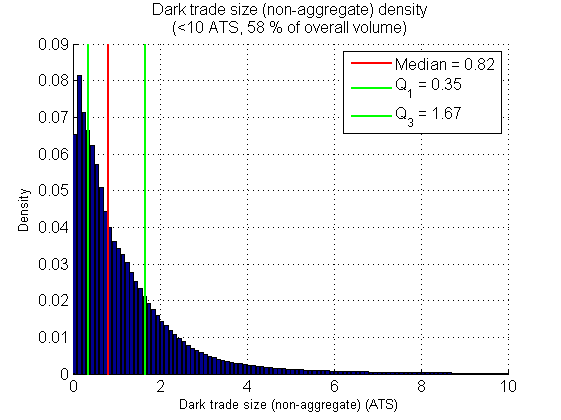 Dark trade size (non-aggregate) density
(<10 ATS, 58 % of overall volume)
0.09
0.08
0.07
0.06
0.05
0.04
0.03
0.02
0.01
0
Density
Median = 0.82
Q1 = 0.35
Q3 = 1.67
0 2 4 6 8 10
Dark trade size (non-aggregate) (ATS)